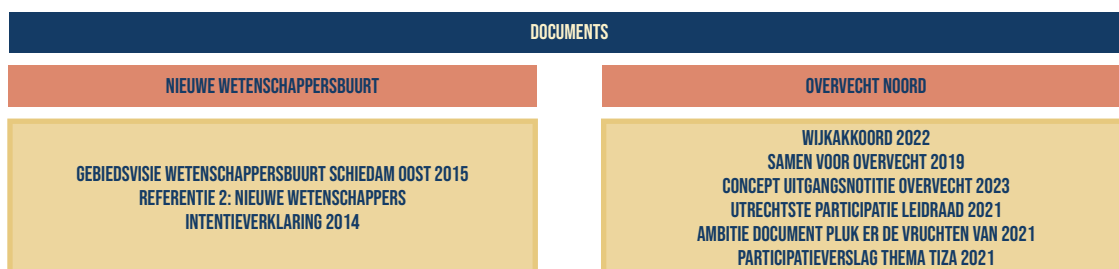 DOCUMENTS
NIEUWE WETENSCHAPPERSBUURT
GEBIEDSVISIE WETENSCHAPPERSBUURT SCHIEDAM OOST 2015
REFERENTIE 2: NIEUWE WETENSCHAPPERS
INTENTIEVERKLARING 2014
OVERVECHT NOORD
WIJKAKKOORD 2022
SAMEN VOOR OVERVECHT 2019
CONCEPT UITGANGSNOTITIE OVERVECHT 2023
UTRECHTSTE PARTICIPATIE LEIDRAAD 2021
AMBITIE DOCUMENT PLUK ER DE VRUCHTEN VAN 2021
PARTICIPATIEVERSLAG THEMA TIZA 2021